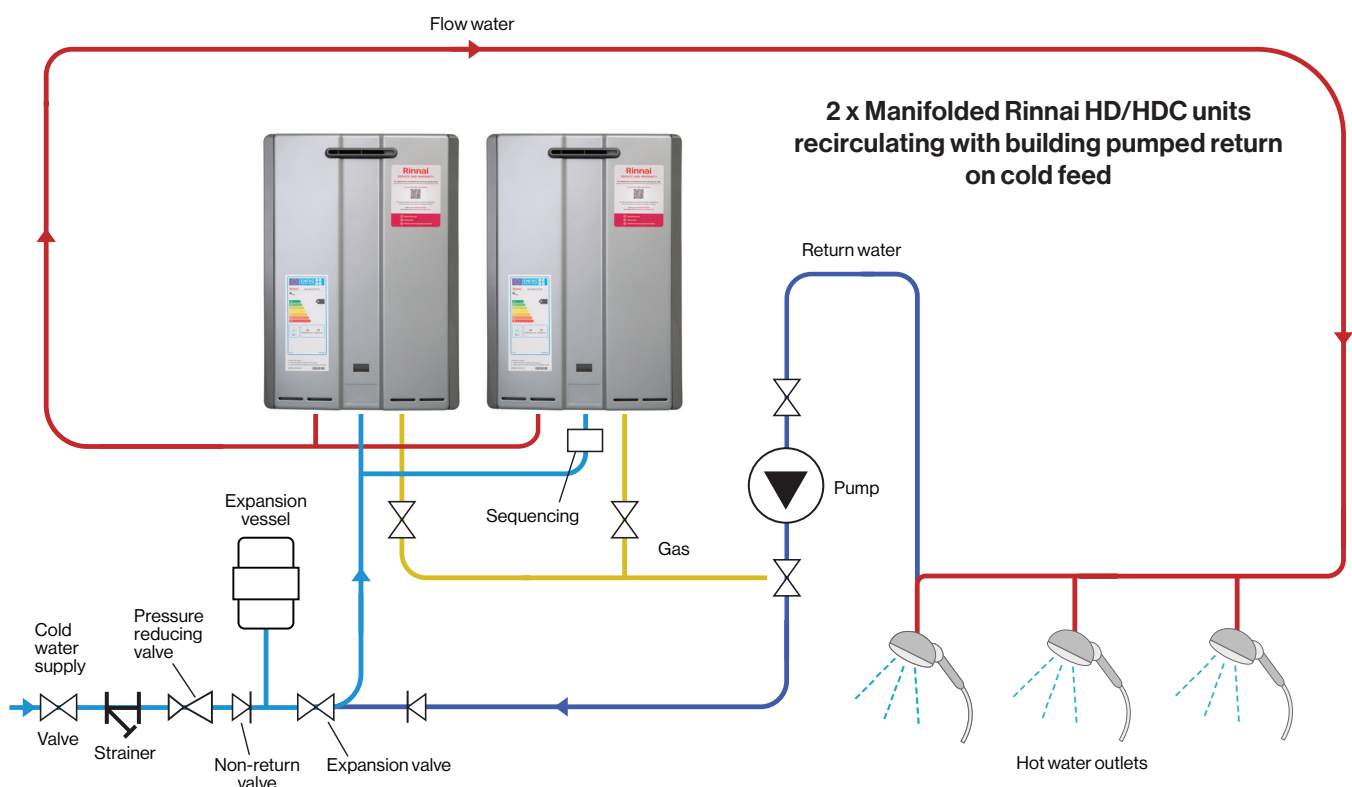 Flow water
2 x Manifolded Rinnai HD/HDC units
recirculating with building pumped return
on cold feed
Rinnai
Rinnai
Return water
Pump
Sequencing
Gas
Expansion
vessel
Pressure
reducing
valve
Cold
water
supply
Valve
Strainer
Non-return
valve
Expansion valve
Hot water outlets